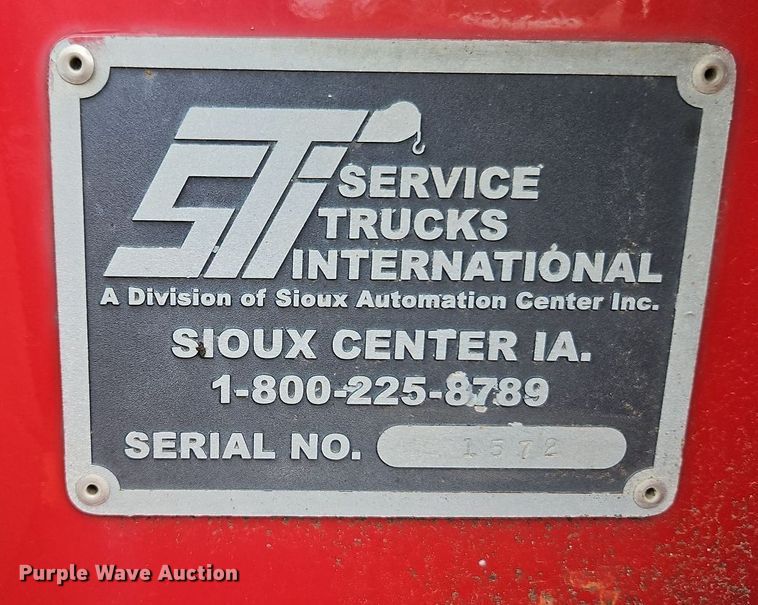 STi
SERVICE
TRUCKS
INTERNATIONAL
A Division of Sioux Automation Center Inc.
SIOUX CENTER IA.
1-800-225-8789
SERIAL NO. 1572
Purple Wave Auction